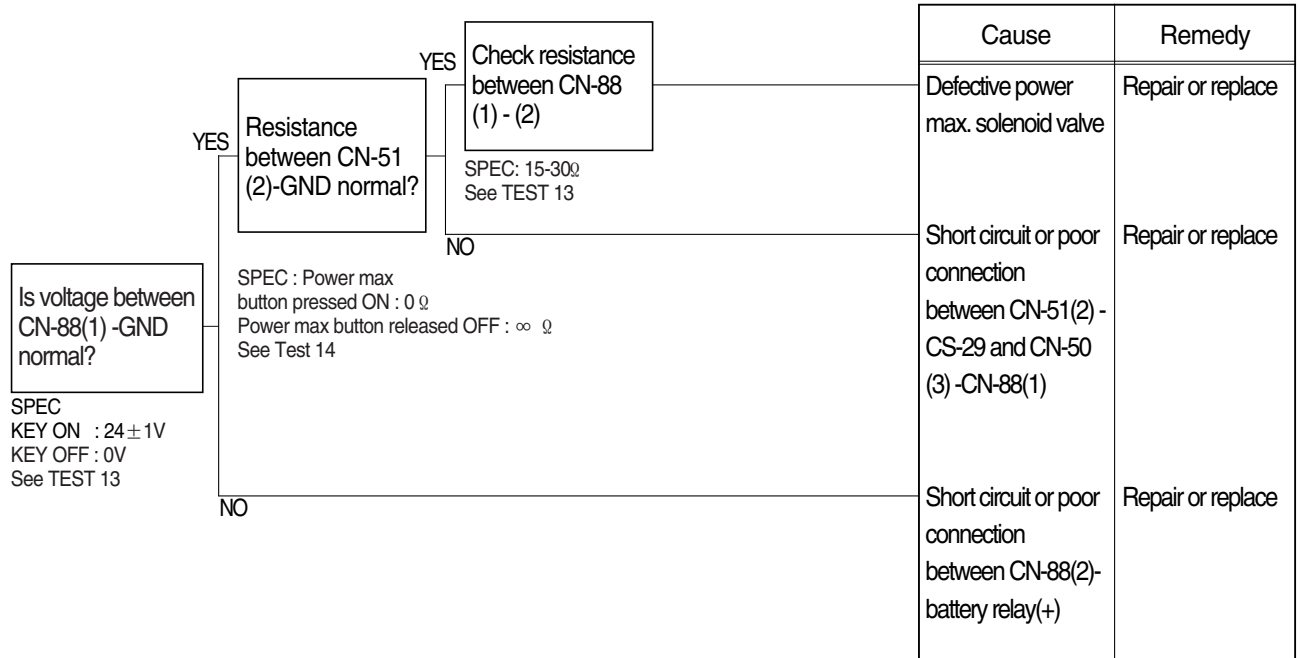 Is voltage between
CN-88(1) -GND
normal?
SPEC
KEY ON : 24±1V
KEY OFF : 0V
See TEST 13
YES
NO
Resistance
between CN-51
(2)-GND normal?
SPEC : Power max
button pressed ON : 0 Ω
Power max button released OFF : ∞ Ω
See Test 14
YES
NO
Check resistance
between CN-88
(1) - (2)
SPEC: 15-30Ω
See TEST 13
Cause
Remedy
Defective power
max. solenoid valve
Repair or replace
Short circuit or poor
connection
between CN-51(2) -
CS-29 and CN-50
(3) -CN-88(1)
Repair or replace
Short circuit or poor
connection
between CN-88(2)-
battery relay(+)
Repair or replace